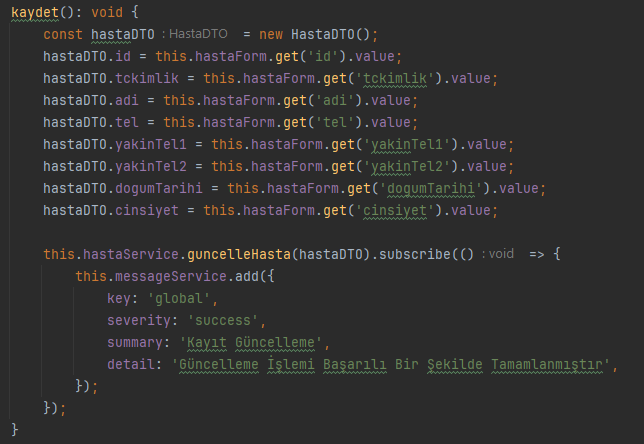 kaydet(): void {
    const hastaDTO : HastaDTO = new HastaDTO();
    hastaDTO.id = this.hastaForm.get('id').value;
    hastaDTO.tckimlik = this.hastaForm.get('tckimlik').value;
    hastaDTO.adi = this.hastaForm.get('adi').value;
    hastaDTO.tel = this.hastaForm.get('tel').value;
    hastaDTO.yakinTel1 = this.hastaForm.get('yakinTel1').value;
    hastaDTO.yakinTel2 = this.hastaForm.get('yakinTel2').value;
    hastaDTO.dogumTarihi = this.hastaForm.get('dogumTarihi').value;
    hastaDTO.cinsiyet = this.hastaForm.get('cinsiyet').value;

    this.hastaService.guncelleHasta(hastaDTO).subscribe(() : void => {
        this.messageService.add({
            key: 'global',
            severity: 'success',
            summary: 'Kayıt Güncelleme',
            detail: 'Güncelleme İşlemi Başarılı Bir Şekilde Tamamlanmıştır',
        });
    });
}